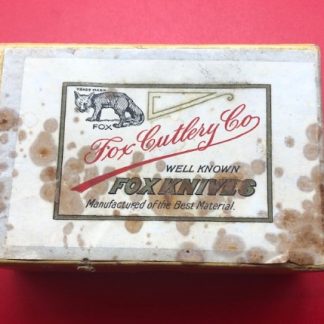 TRADE MARK
FOX
Fox Cutlery Co
WELL KNOWN
FOX KNIVES
Manufactured of the Best Material.